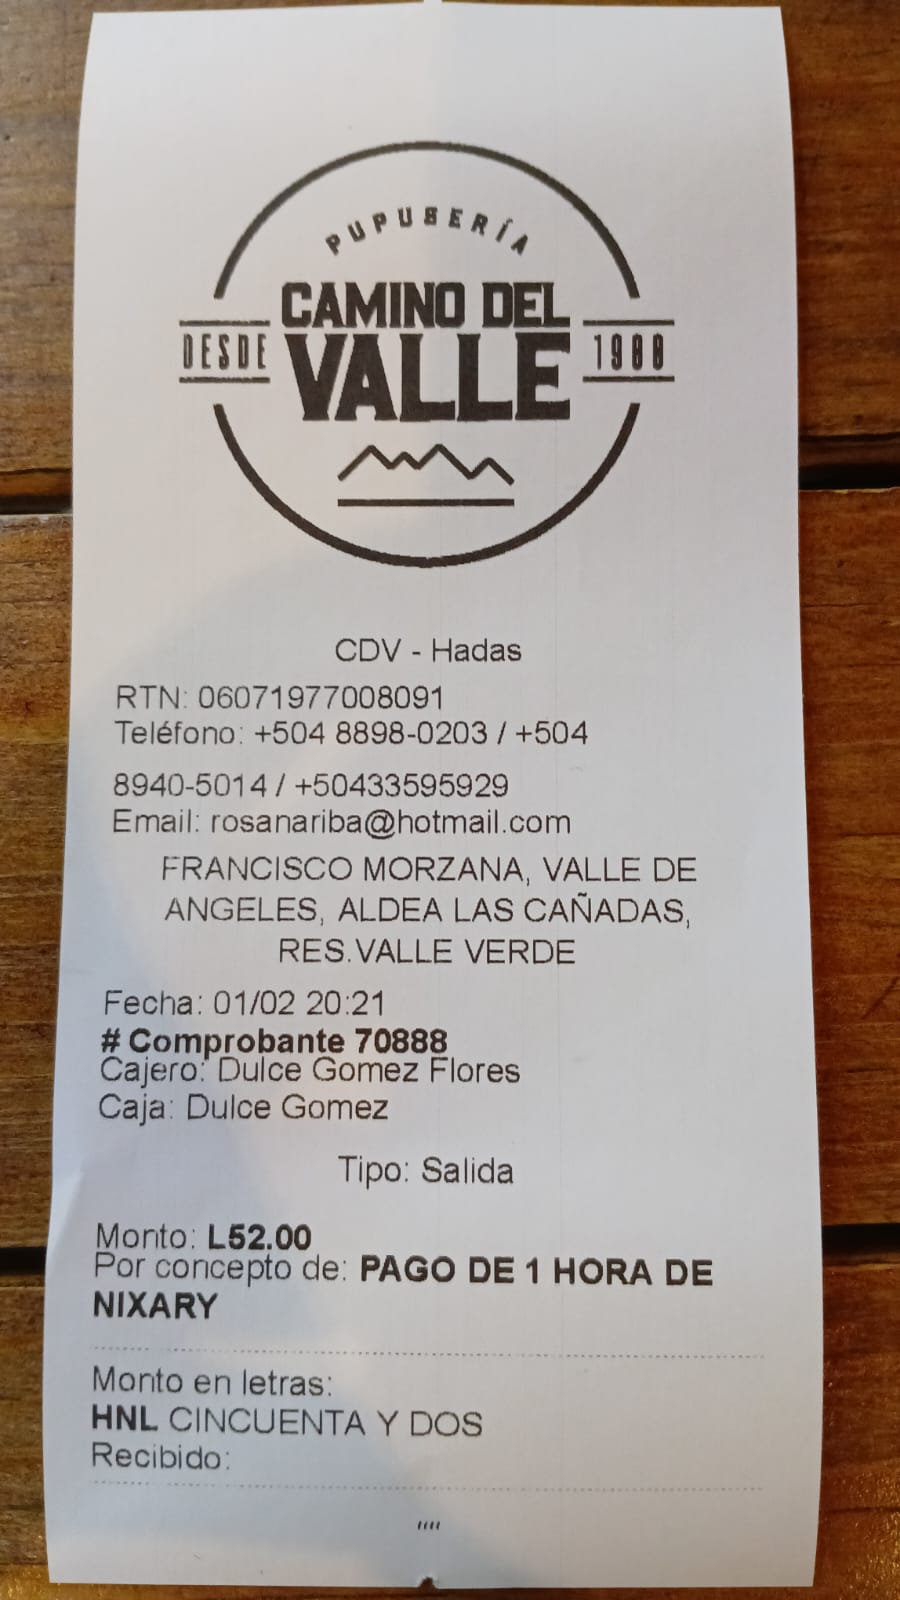 PUPUSERÍA
CAMINO DEL
DESDE VALLE 1988
CDV - Hadas
RTN: 06071977008091
Teléfono: +504 8898-0203 / +504
8940-5014 / +50433595929
Email: rosanariba@hotmail.com
FRANCISCO MORZANA, VALLE DE
ANGELES, ALDEA LAS CAÑADAS,
RES.VALLE VERDE
Fecha: 01/02 20:21
# Comprobante 70888
Cajero: Dulce Gomez Flores
Caja: Dulce Gomez
Tipo: Salida
Monto: L52.00
Por concepto de: PAGO DE 1 HORA DE
NIXARY
Monto en letras:
HNL CINCUENTA Y DOS
Recibido:
,,,,